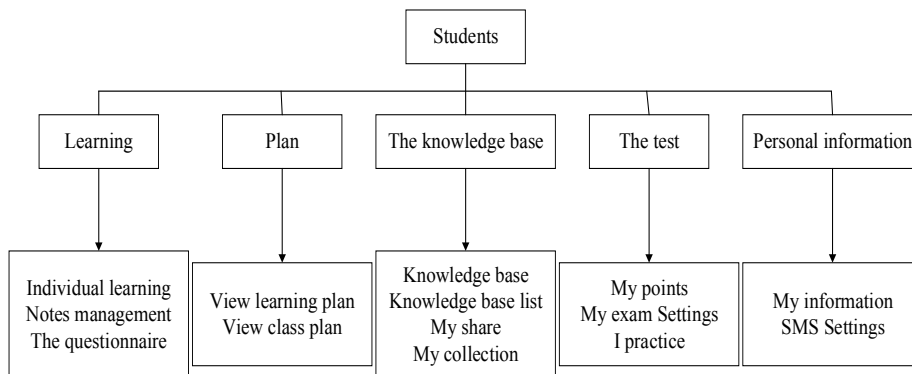 Students
Learning
Plan
The knowledge base
The test
Personal information
Individual learning
Notes management
The questionnaire
View learning plan
View class plan
Knowledge base
Knowledge base list
My share
My collection
My points
My exam Settings
I practice
My information
SMS Settings